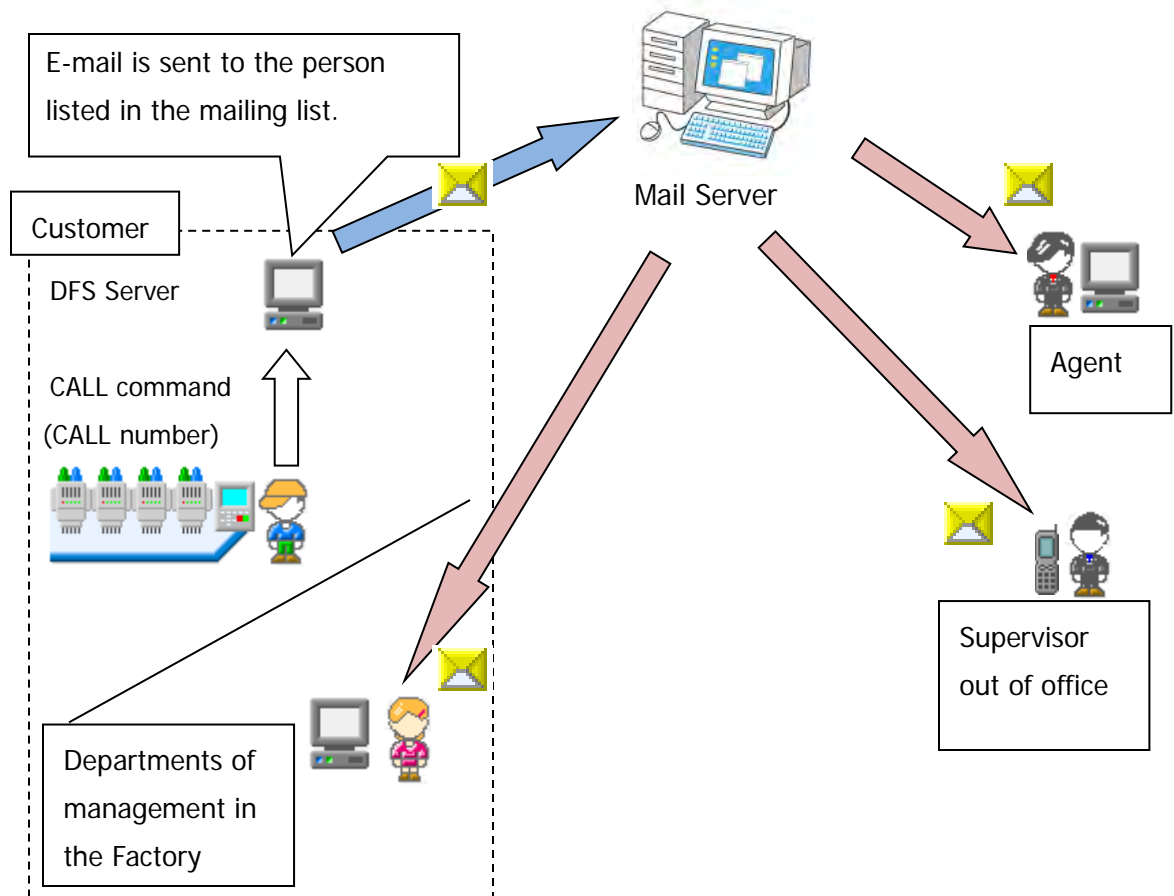 E-mail is sent to the person
listed in the mailing list.
Mail Server
Customer
DFS Server
CALL command
(CALL number)
Agent
Supervisor
out of office
Departments of
management in
the Factory